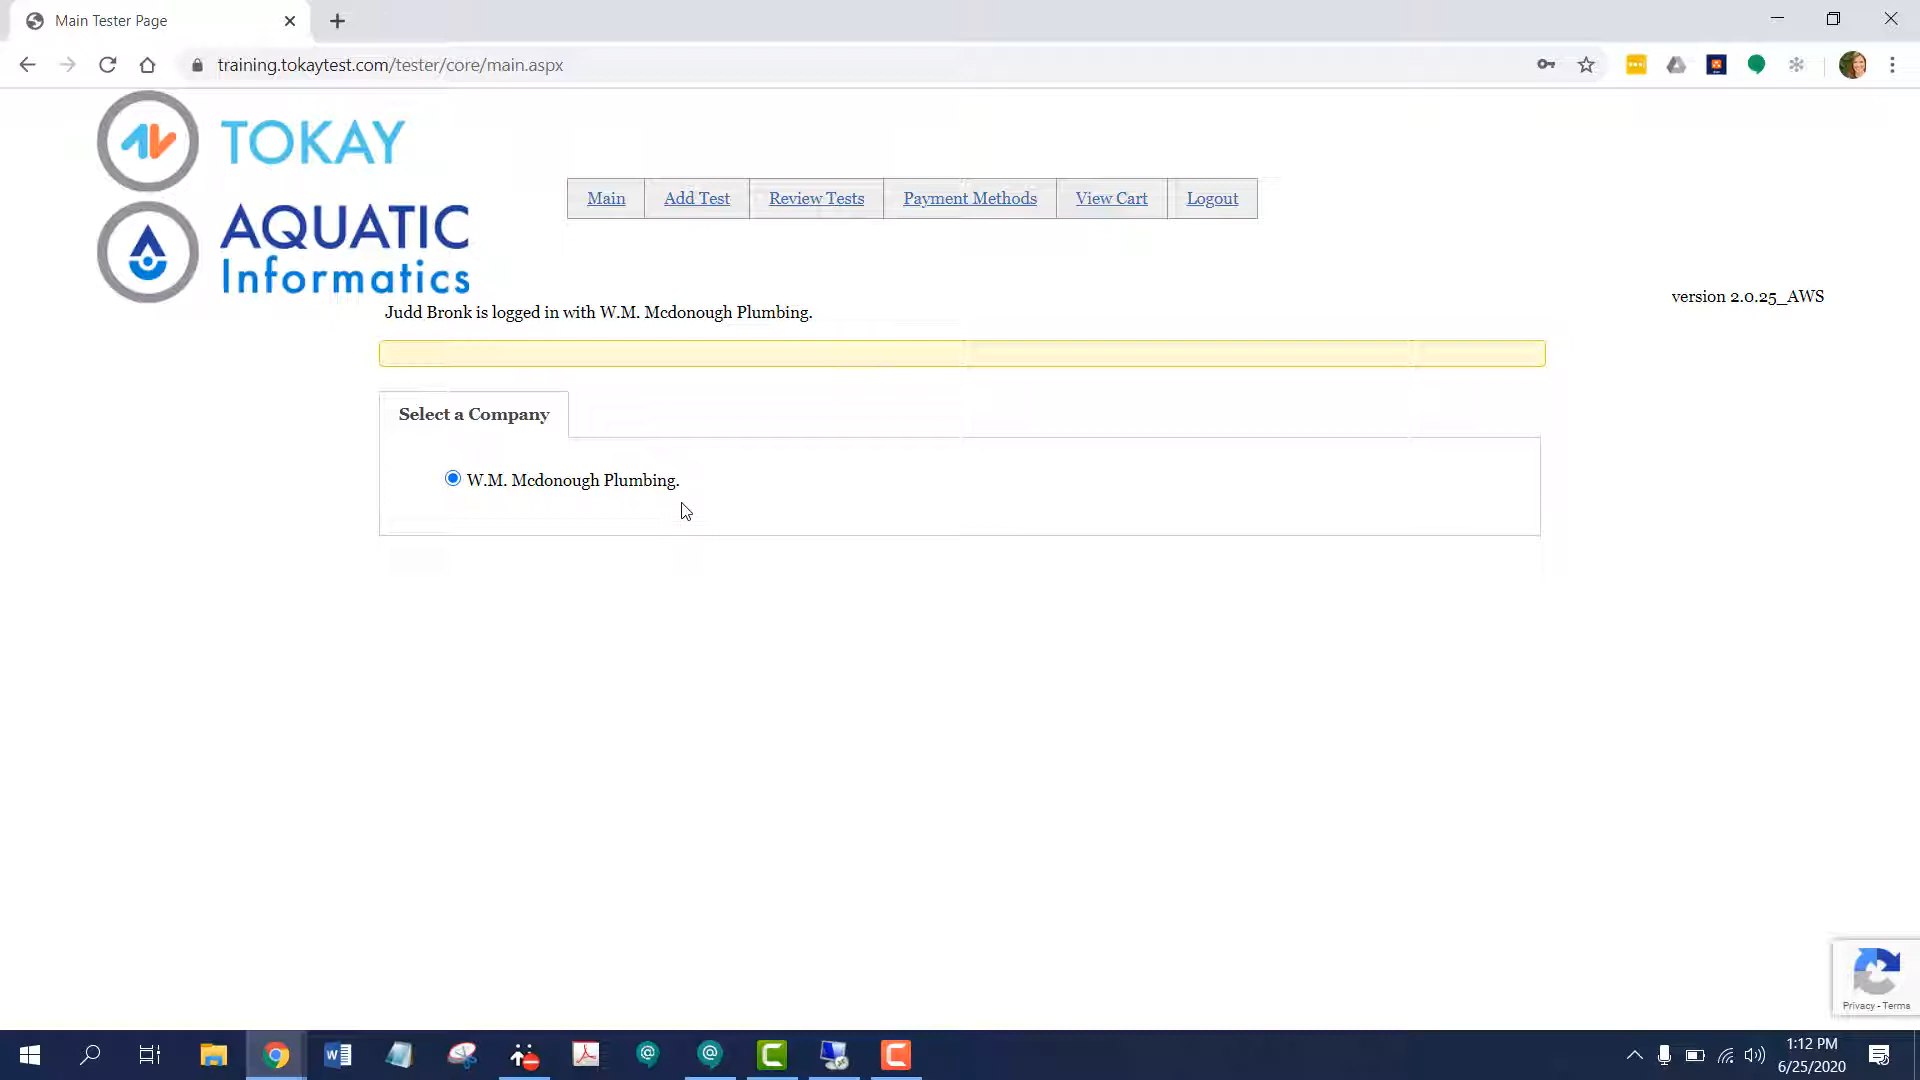 Main Tester Page
training.tokaytest.com/tester/core/main.aspx
TOKAY
AQUATIC
Informatics
Main Add Test Review Tests Payment Methods View Cart Logout
version 2.0.25_AWS
Judd Bronk is logged in with W.M. Mcdonough Plumbing.
Select a Company
W.M. Mcdonough Plumbing.
Privacy - Terms
1:12 PM
6/25/2020